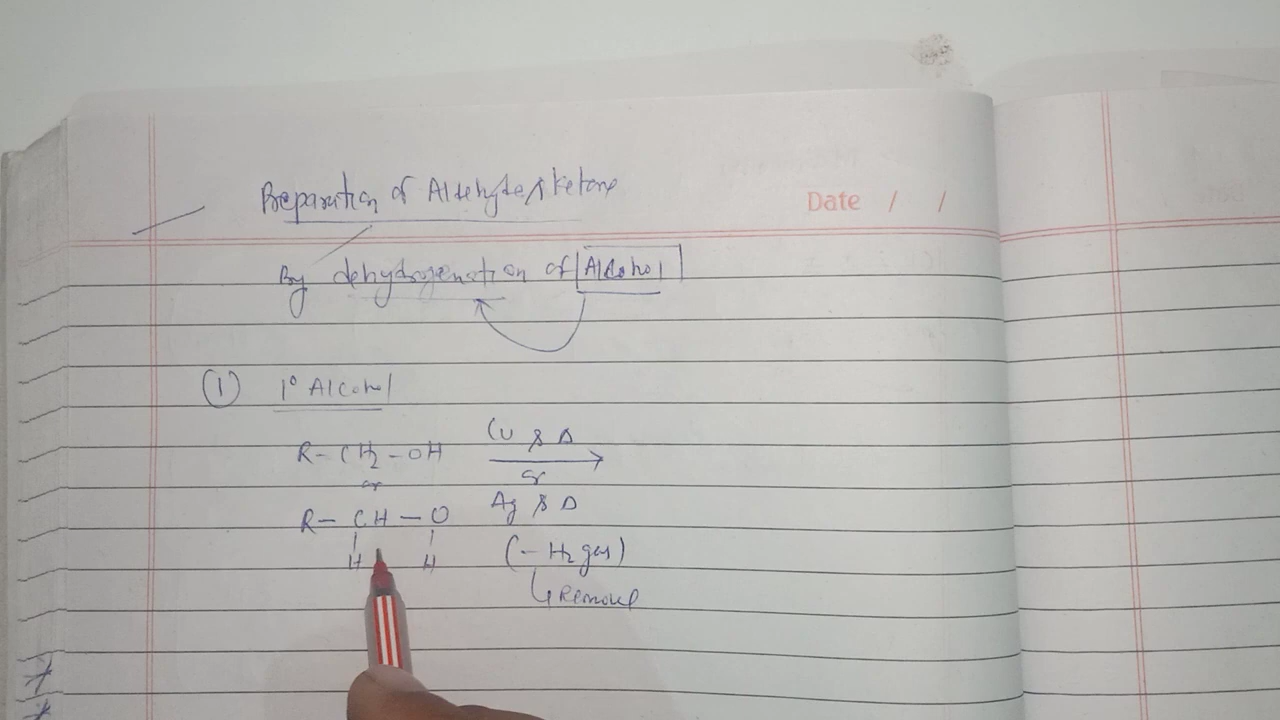 Preparation of Aldehyde & Ketone
Date / /
By dehydrogenation of Alcohol
① 1° Alcohol
R-CH2-OH Cu & Δ
or or
R-CH-O Ag & Δ
H H (-H2 gas)
Remove